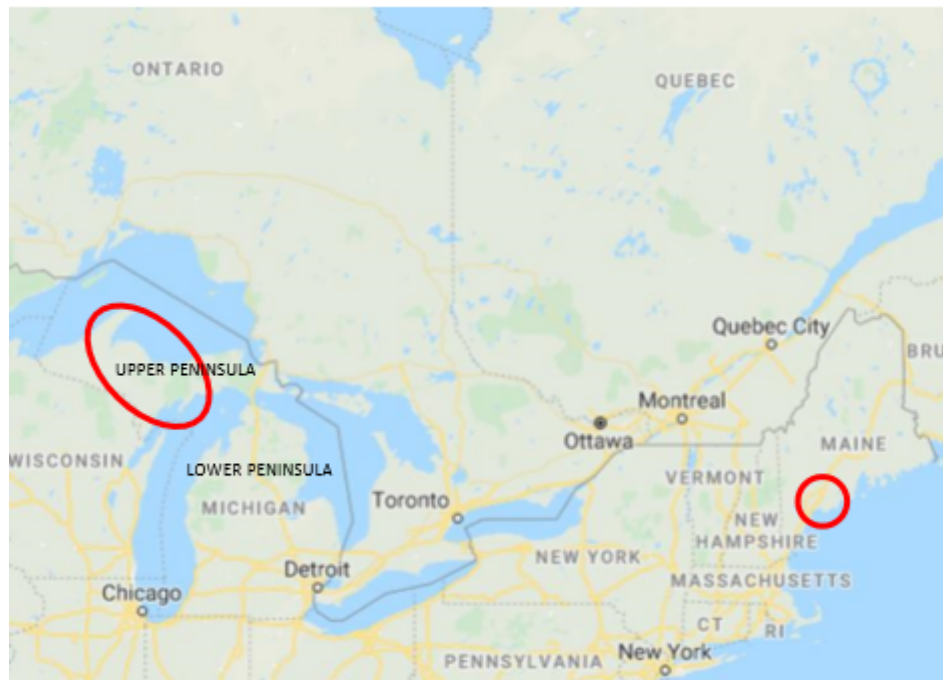 ONTARIO
QUEBEC
Quebec City
BRU
UPPER PENINSULA
Montreal
Ottawa
MAINE
WISCONSIN
LOWER PENINSULA
VERMONT
MICHIGAN
Toronto
NEW
HAMPSHIRE
NEW YORK
Detroit
MASSACHUSETTS
Chicago
CT
RI
PENNSYLVANIA
New York